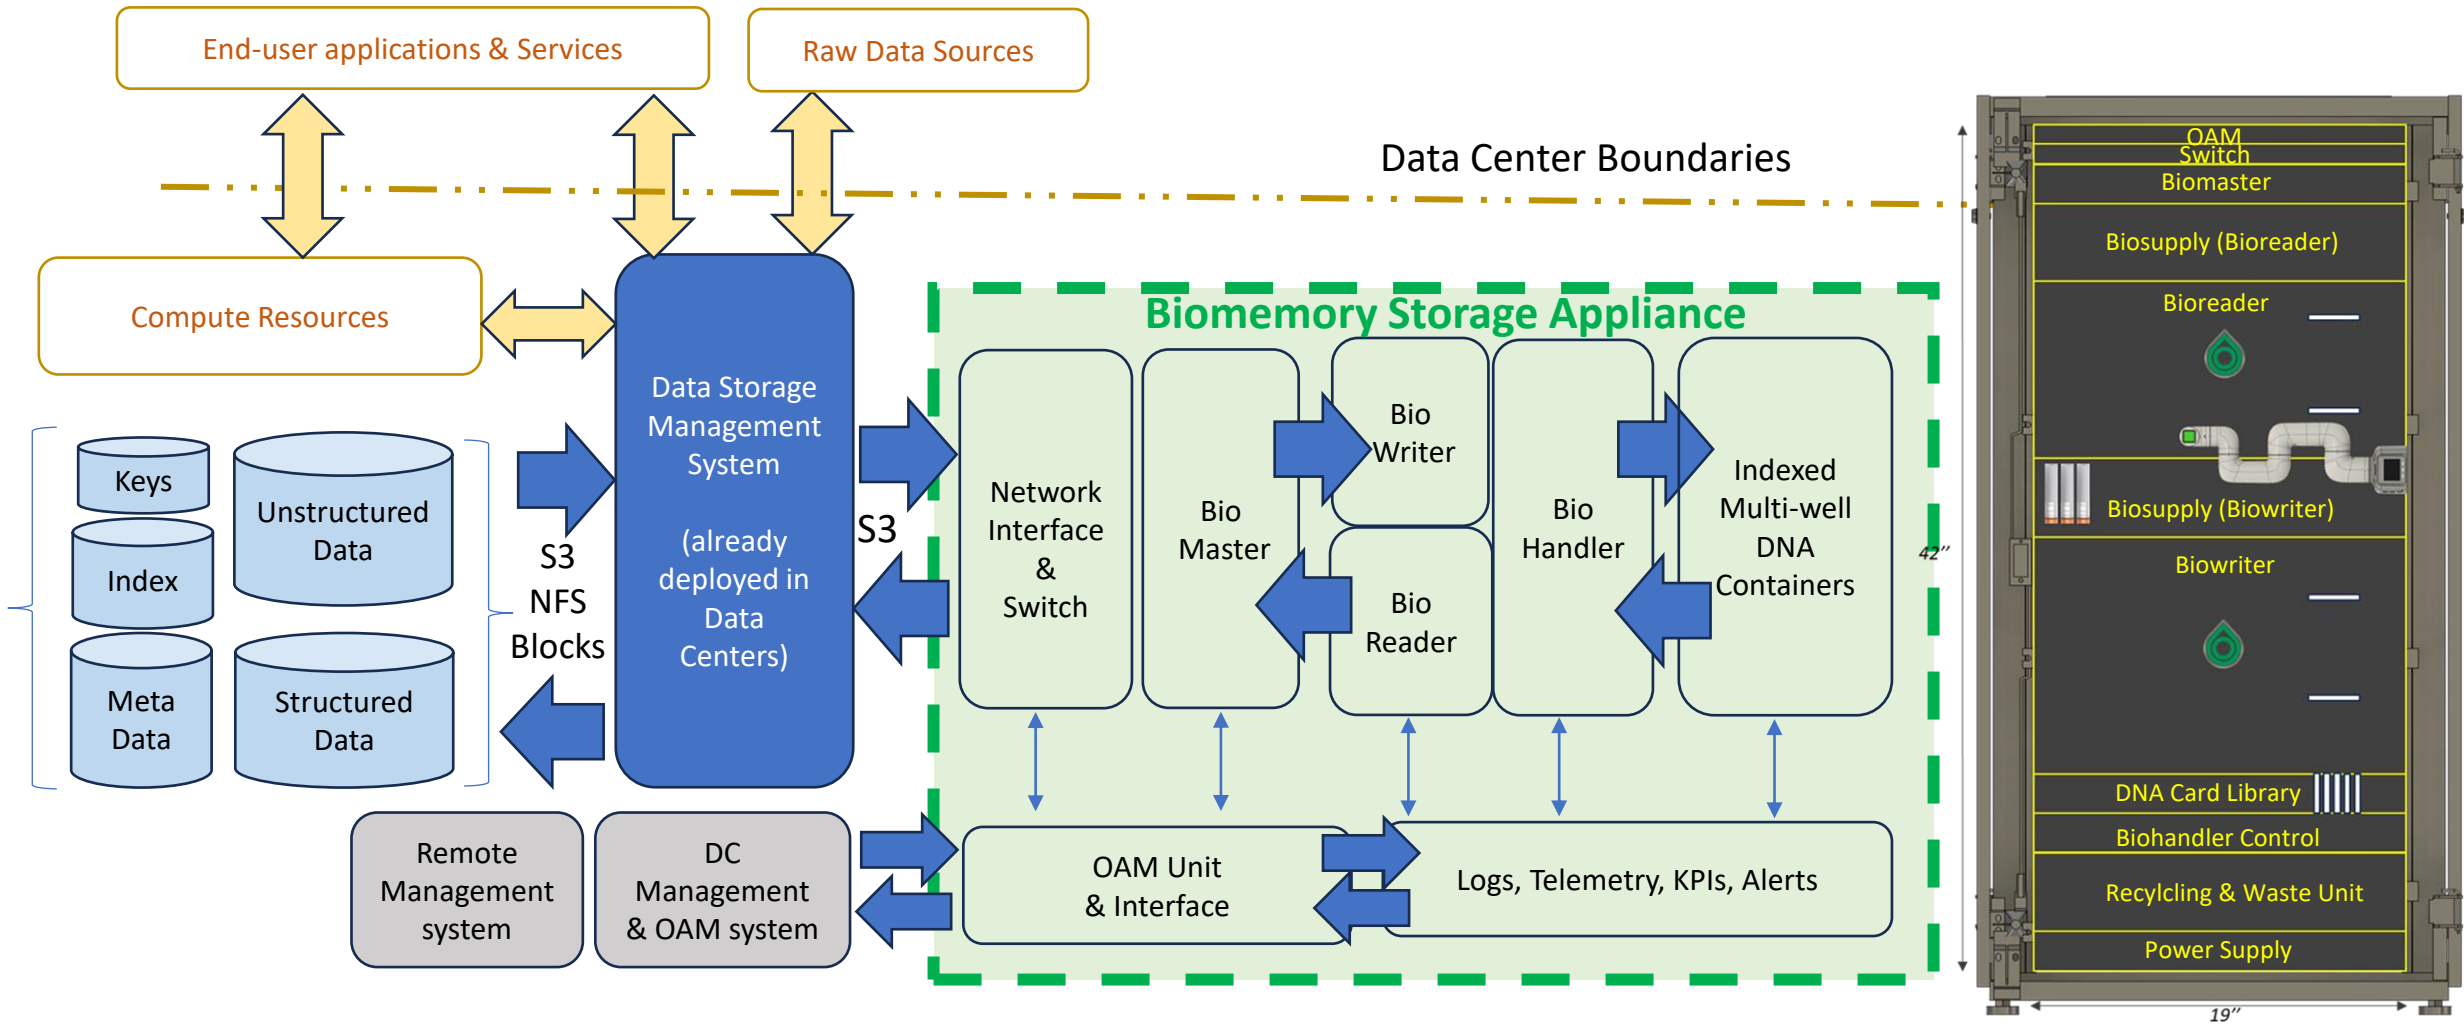 End-user applications & Services
Raw Data Sources
Data Center Boundaries
Compute Resources
Keys
Index
Meta
Data
Unstructured
Data
Structured
Data
S3
NFS
Blocks
Data Storage
Management
System
(already
deployed in
Data
Centers)
S3
Biomemory Storage Appliance
Network
Interface
&
Switch
Bio
Master
Bio
Writer
Bio
Reader
Bio
Handler
Indexed
Multi-well
DNA
Containers
Remote
Management
system
DC
Management
& OAM system
OAM Unit
& Interface
Logs, Telemetry, KPIs, Alerts
OAM
Switch
Biomaster
Biosupply (Bioreader)
Bioreader
Biosupply (Biowriter)
Biowriter
DNA Card Library
Biohandler Control
Recylcling & Waste Unit
Power Supply
42’’
19’’